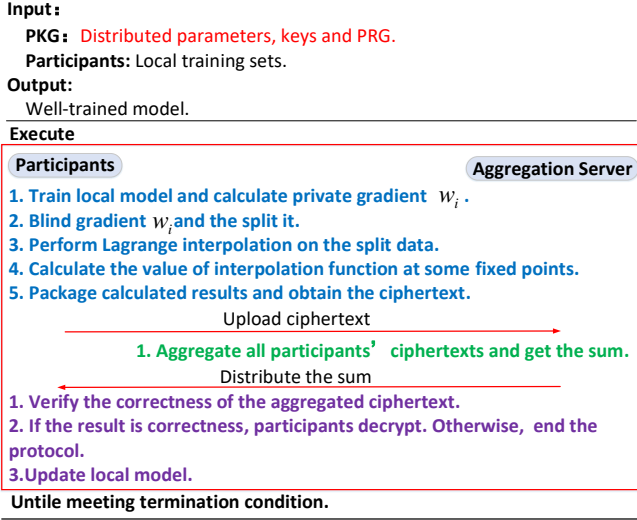 Input：
PKG：Distributed parameters, keys and PRG.
Participants: Local training sets.
Output:
Well-trained model.
Execute
Participants
Aggregation Server
1. Train local model and calculate private gradient w_i .
2. Blind gradient w_i and the split it.
3. Perform Lagrange interpolation on the split data.
4. Calculate the value of interpolation function at some fixed points.
5. Package calculated results and obtain the ciphertext.
Upload ciphertext
1. Aggregate all participants’ ciphertexts and get the sum.
Distribute the sum
1. Verify the correctness of the aggregated ciphertext.
2. If the result is correctness, participants decrypt. Otherwise, end the
protocol.
3.Update local model.
Untile meeting termination condition.